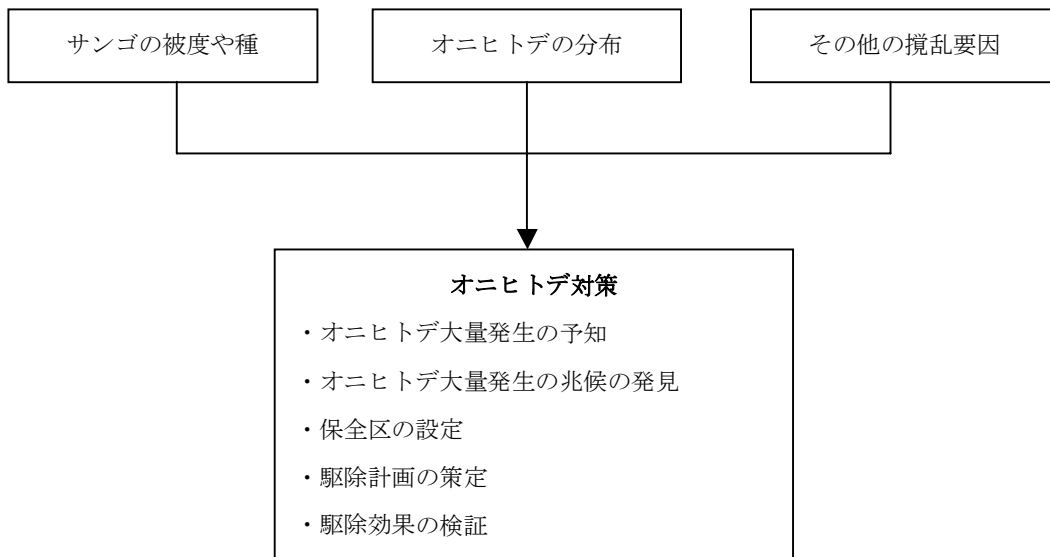 サンゴの被度や種
オニヒトデの分布
その他の撹乱要因
オニヒトデ対策
・オニヒトデ大量発生の予知
・オニヒトデ大量発生の兆候の発見
・保全区の設定
・駆除計画の策定
・駆除効果の検証